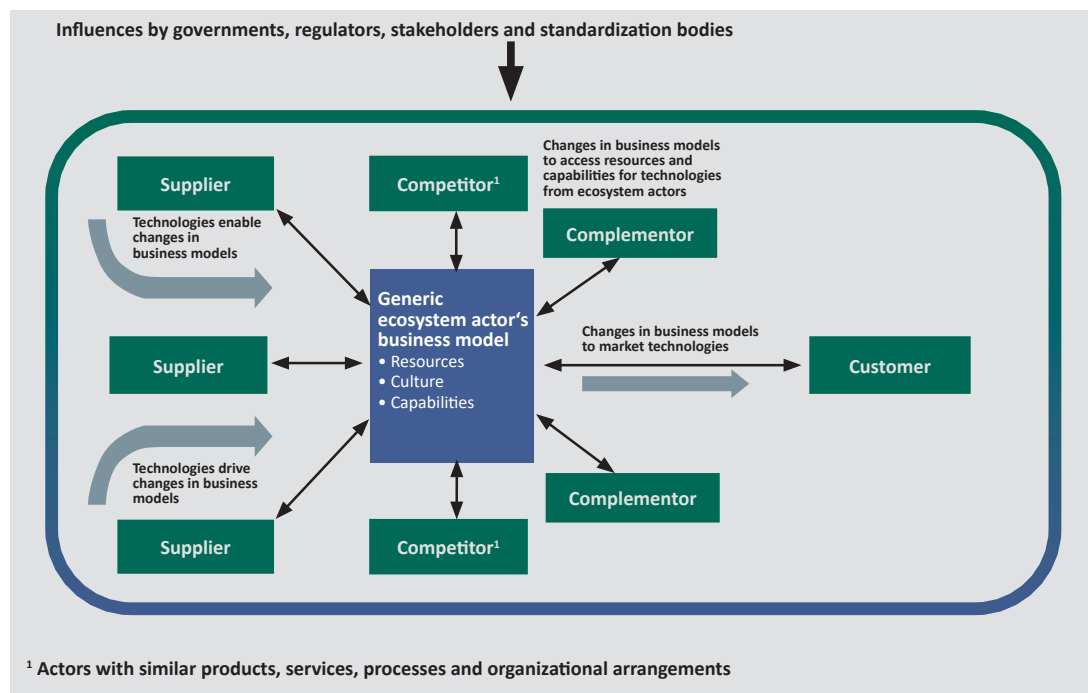 Influences by governments, regulators, stakeholders and standardization bodies
Supplier
Technologies enable
changes in
business models
Competitor¹
Changes in business models
to access resources and
capabilities for technologies
from ecosystem actors
Complementor
Generic
ecosystem actor‘s
business model
• Resources
• Culture
• Capabilities
Supplier
Changes in business models
to market technologies
Customer
Technologies drive
changes in business
models
Supplier
Competitor¹
Complementor
¹ Actors with similar products, services, processes and organizational arrangements